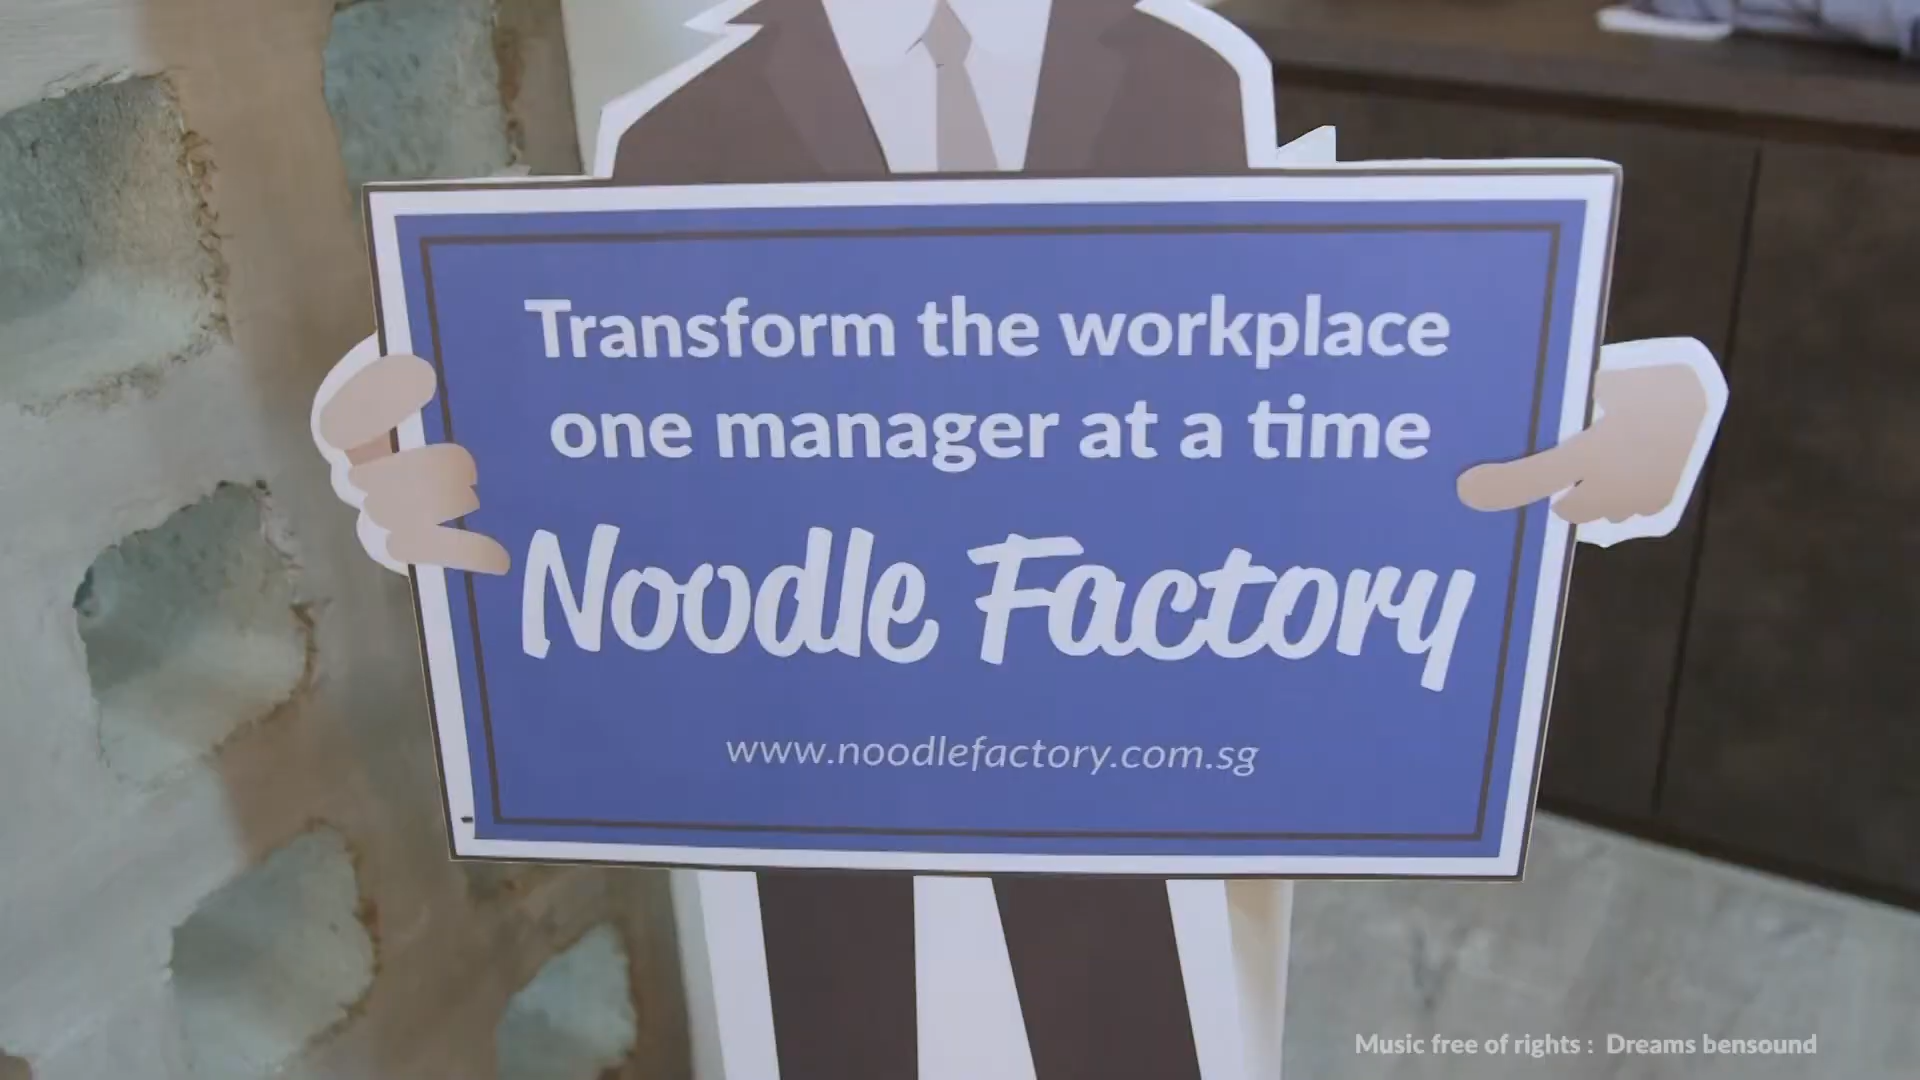 Transform the workplace
one manager at a time
Noodle Factory
www.noodlefactory.com.sg
Music free of rights : Dreams bensound